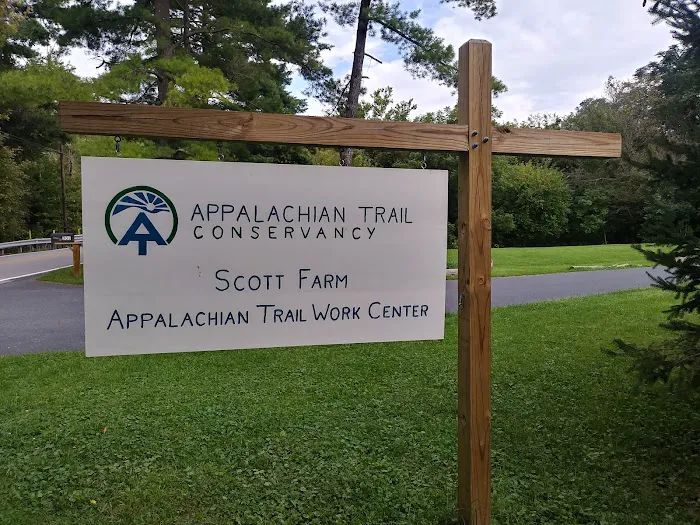 APPALACHIAN TRAIL
CONSERVANCY
SCOTT FARM
APPALACHIAN TRAIL WORK CENTER